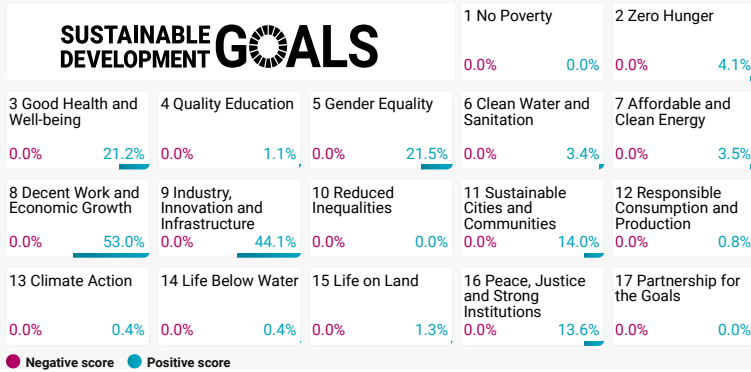 SUSTAINABLE
DEVELOPMENT
GOALS
1 No Poverty
0.0% 0.0%
2 Zero Hunger
0.0% 4.1%
3 Good Health and
Well-being
0.0% 21.2%
4 Quality Education
0.0% 1.1%
5 Gender Equality
0.0% 21.5%
6 Clean Water and
Sanitation
0.0% 3.4%
7 Affordable and
Clean Energy
0.0% 3.5%
8 Decent Work and
Economic Growth
0.0% 53.0%
9 Industry,
Innovation and
Infrastructure
0.0% 44.1%
10 Reduced
Inequalities
0.0% 0.0%
11 Sustainable
Cities and
Communities
0.0% 14.0%
12 Responsible
Consumption and
Production
0.0% 0.8%
13 Climate Action
0.0% 0.4%
14 Life Below Water
0.0% 0.4%
15 Life on Land
0.0% 1.3%
16 Peace, Justice
and Strong
Institutions
0.0% 13.6%
17 Partnership for
the Goals
0.0% 0.0%
Negative score Positive score